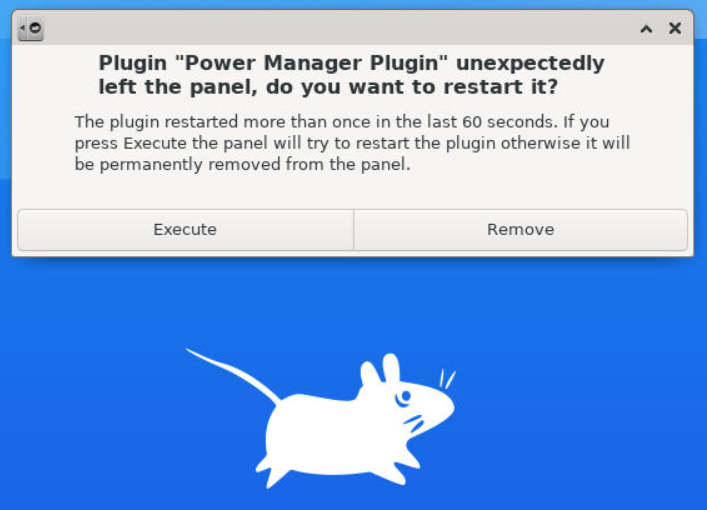 Plugin "Power Manager Plugin" unexpectedly
left the panel, do you want to restart it?
The plugin restarted more than once in the last 60 seconds. If you
press Execute the panel will try to restart the plugin otherwise it will
be permanently removed from the panel.
Execute
Remove